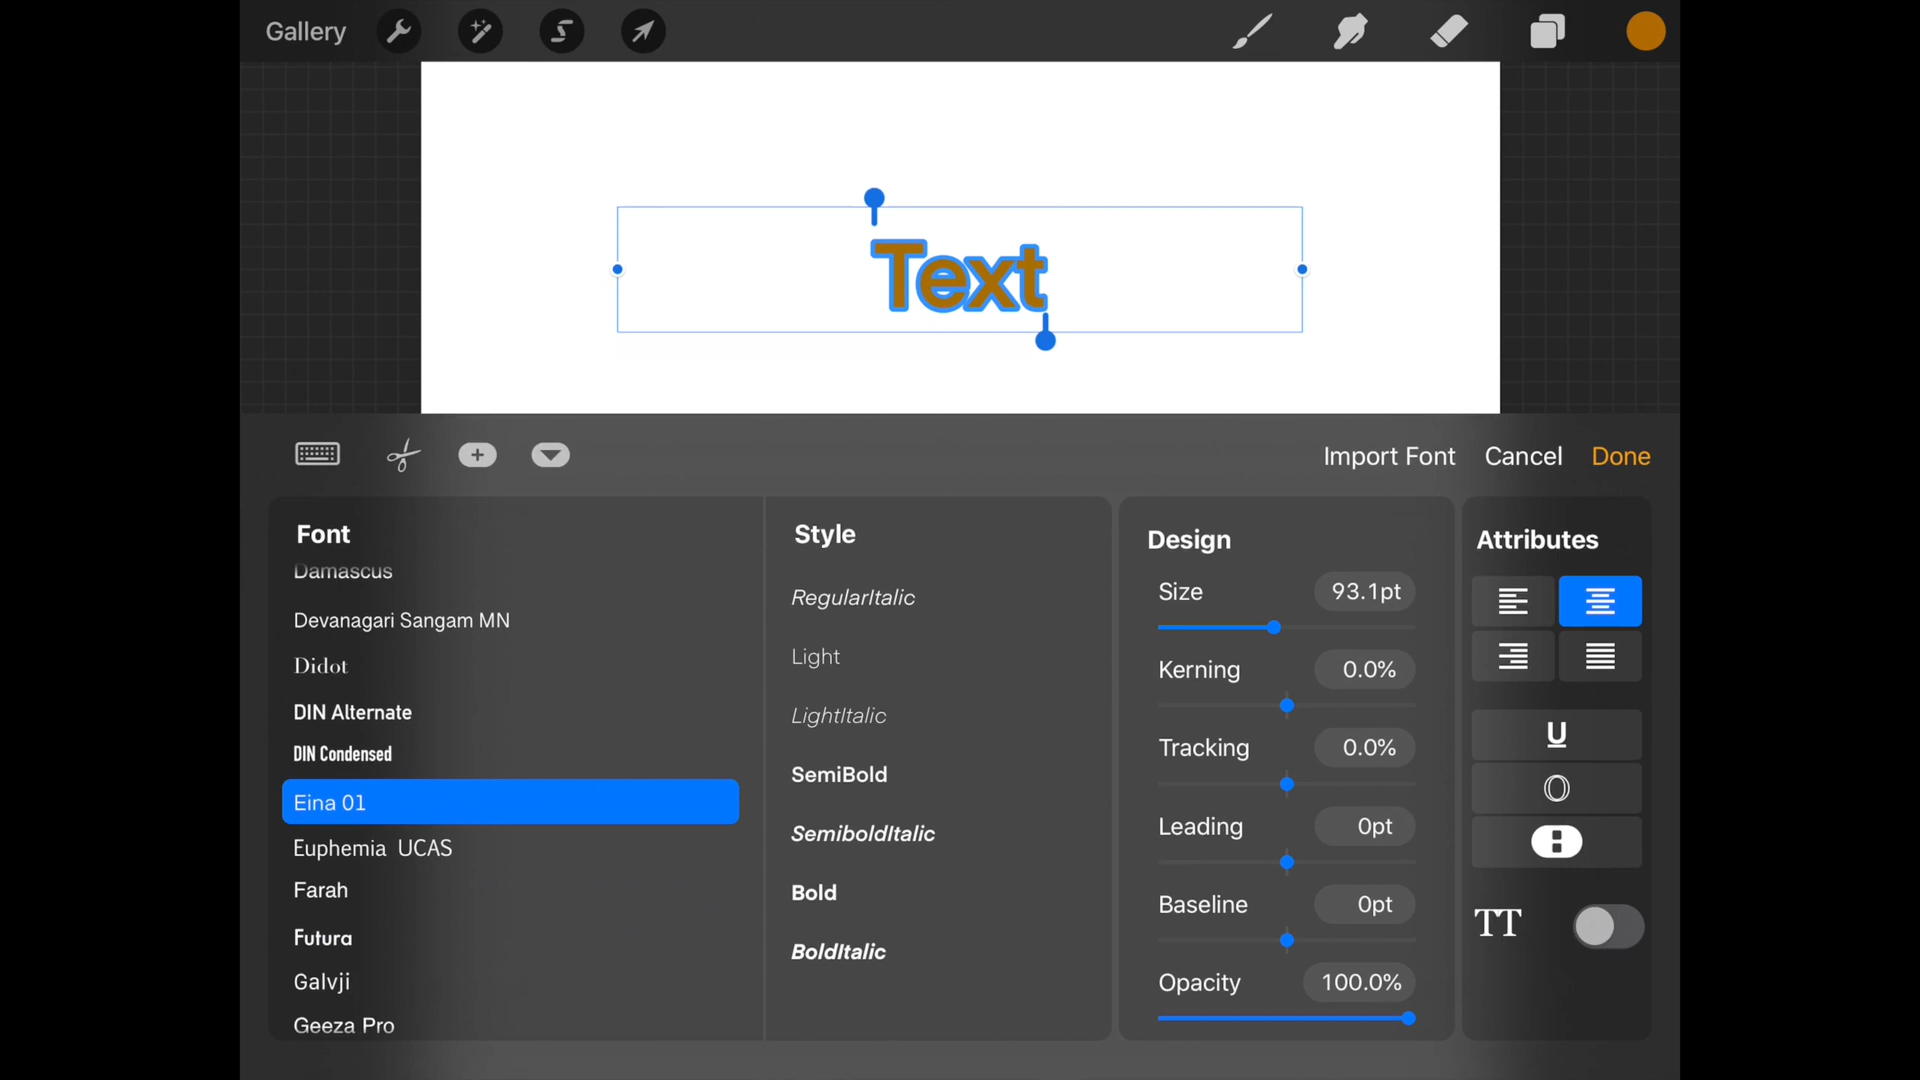 Gallery
Text
Import Font Cancel Done
Font
Damascus
Devanagari Sangam MN
Didot
DIN Alternate
DIN Condensed
Eina 01
Euphemia UCAS
Farah
Futura
Galvji
Geeza Pro
Style
RegularItalic
Light
LightItalic
SemiBold
SemiboldItalic
Bold
BoldItalic
Design
Size 93.1pt
Kerning 0.0%
Tracking 0.0%
Leading 0pt
Baseline 0pt
Opacity 100.0%
Attributes
U
O
TT